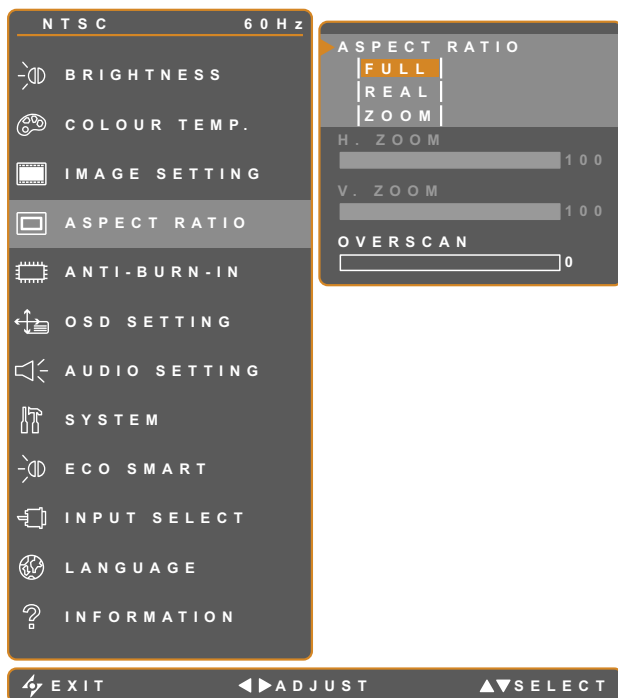 NTSC 60Hz
BRIGHTNESS
COLOUR TEMP.
IMAGE SETTING
ASPECT RATIO
ANTI-BURN-IN
OSD SETTING
AUDIO SETTING
SYSTEM
ECO SMART
INPUT SELECT
LANGUAGE
INFORMATION
ASPECT RATIO
FULL
REAL
ZOOM
H. ZOOM
100
V. ZOOM
100
OVERSCAN
0
EXIT ADJUST SELECT